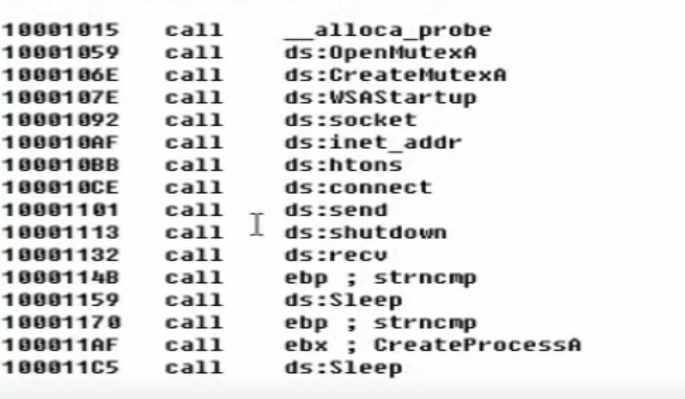 10001015 call __alloca_probe
10001059 call ds:OpenMutexA
1000106E call ds:CreateMutexA
1000107E call ds:WSAStartup
10001092 call ds:socket
100010AF call ds:inet_addr
100010BB call ds:htons
100010CE call ds:connect
10001101 call ds:send
10001113 call ds:shutdown
10001132 call ds:recv
1000114B call ebp ; strncmp
10001159 call ds:Sleep
10001170 call ebp ; strncmp
100011AF call ebx ; CreateProcessA
100011C5 call ds:Sleep